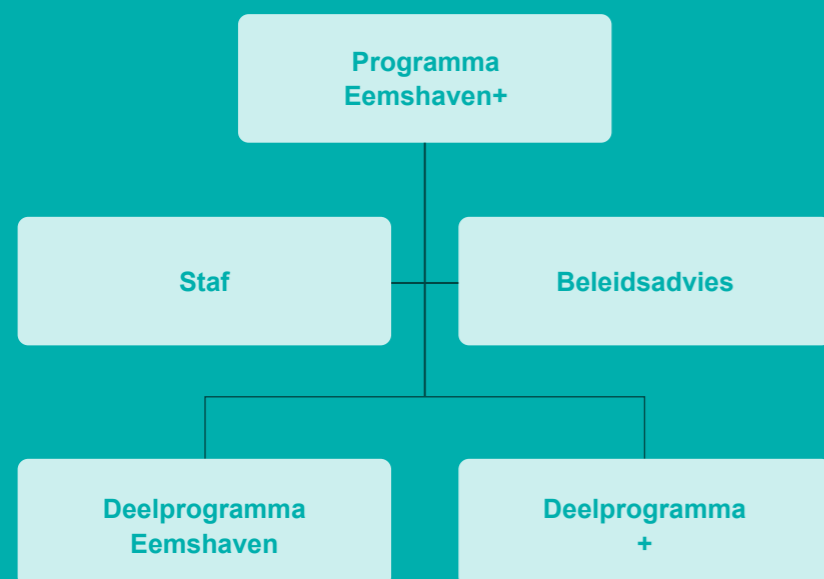 Programma
Eemshaven+
Staf
Beleidsadvies
Deelprogramma
Eemshaven
Deelprogramma
+